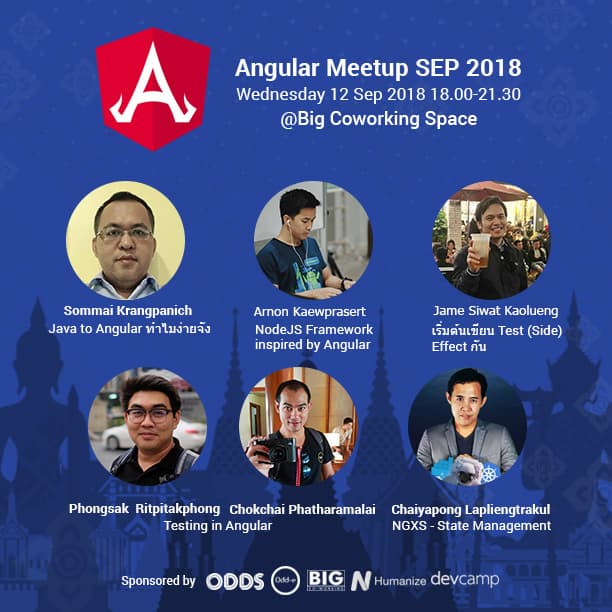 Angular Meetup SEP 2018
Wednesday 12 Sep 2018 18.00-21.30
@Big Coworking Space
Sommai Krangpanich
Java to Angular ทำไมง่ายจัง
Arnon Kaewprasert
NodeJS Framework
inspired by Angular
Jame Siwat Kaolueng
เริ่มต้นเขียน Test (Side)
Effect กัน
Phongsak Ritpitakphong
Chokchai Phatharamalai
Testing in Angular
Chaiyapong Lapliengtrakul
NGXS - State Management
Sponsored by ODDS Odd-e BIG CO-WORKING N Humanize devcamp